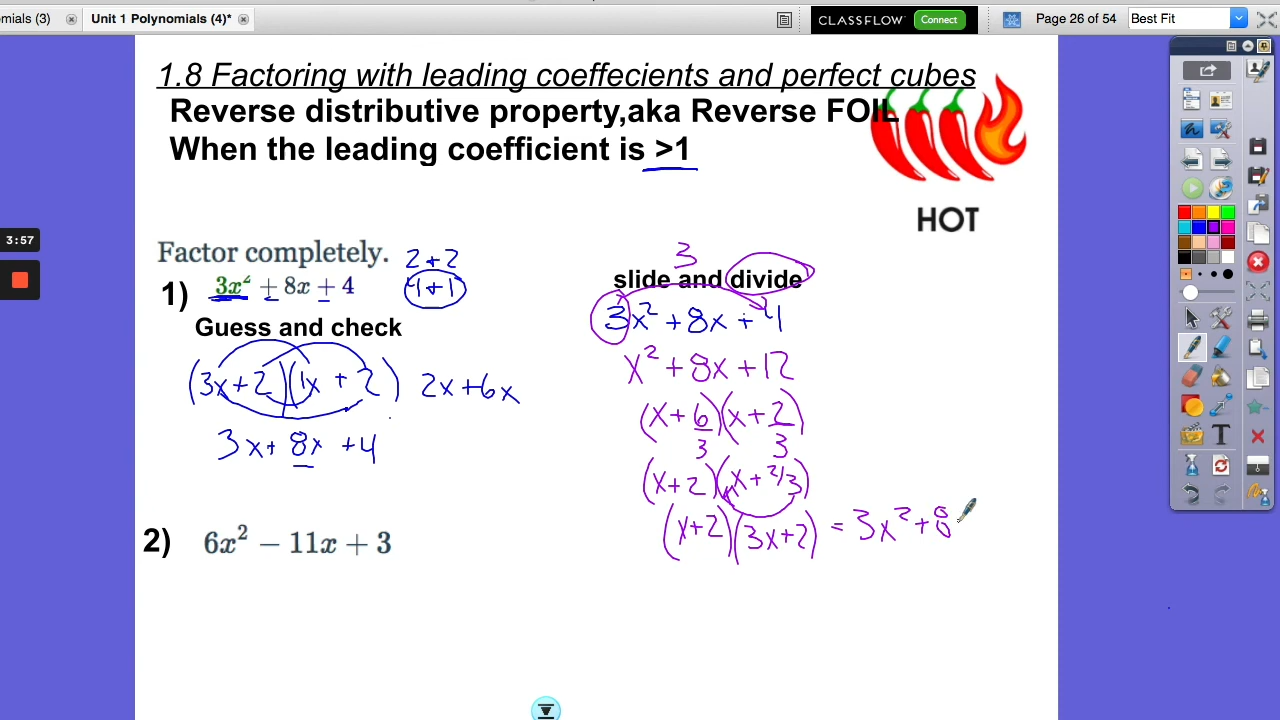 omials (3)
Unit 1 Polynomials (4)*
CLASSFLOW Connect
Page 26 of 54
Best Fit
1.8 Factoring with leading coeffecients and perfect cubes
Reverse distributive property,aka Reverse FOIL
When the leading coefficient is >1
HOT
3:57
Factor completely.
2+2
1) 3x² + 8x + 4
4+1
Guess and check
(3x+2)(1x+2) 2x+6x
3x+8x+4
2) 6x² − 11x + 3
3
slide and divide
3x²+8x+4
x²+8x+12
(x+6)(x+2)
3 3
(x+2)(x+2/3)
(x+2)(3x+2)=3x²+8